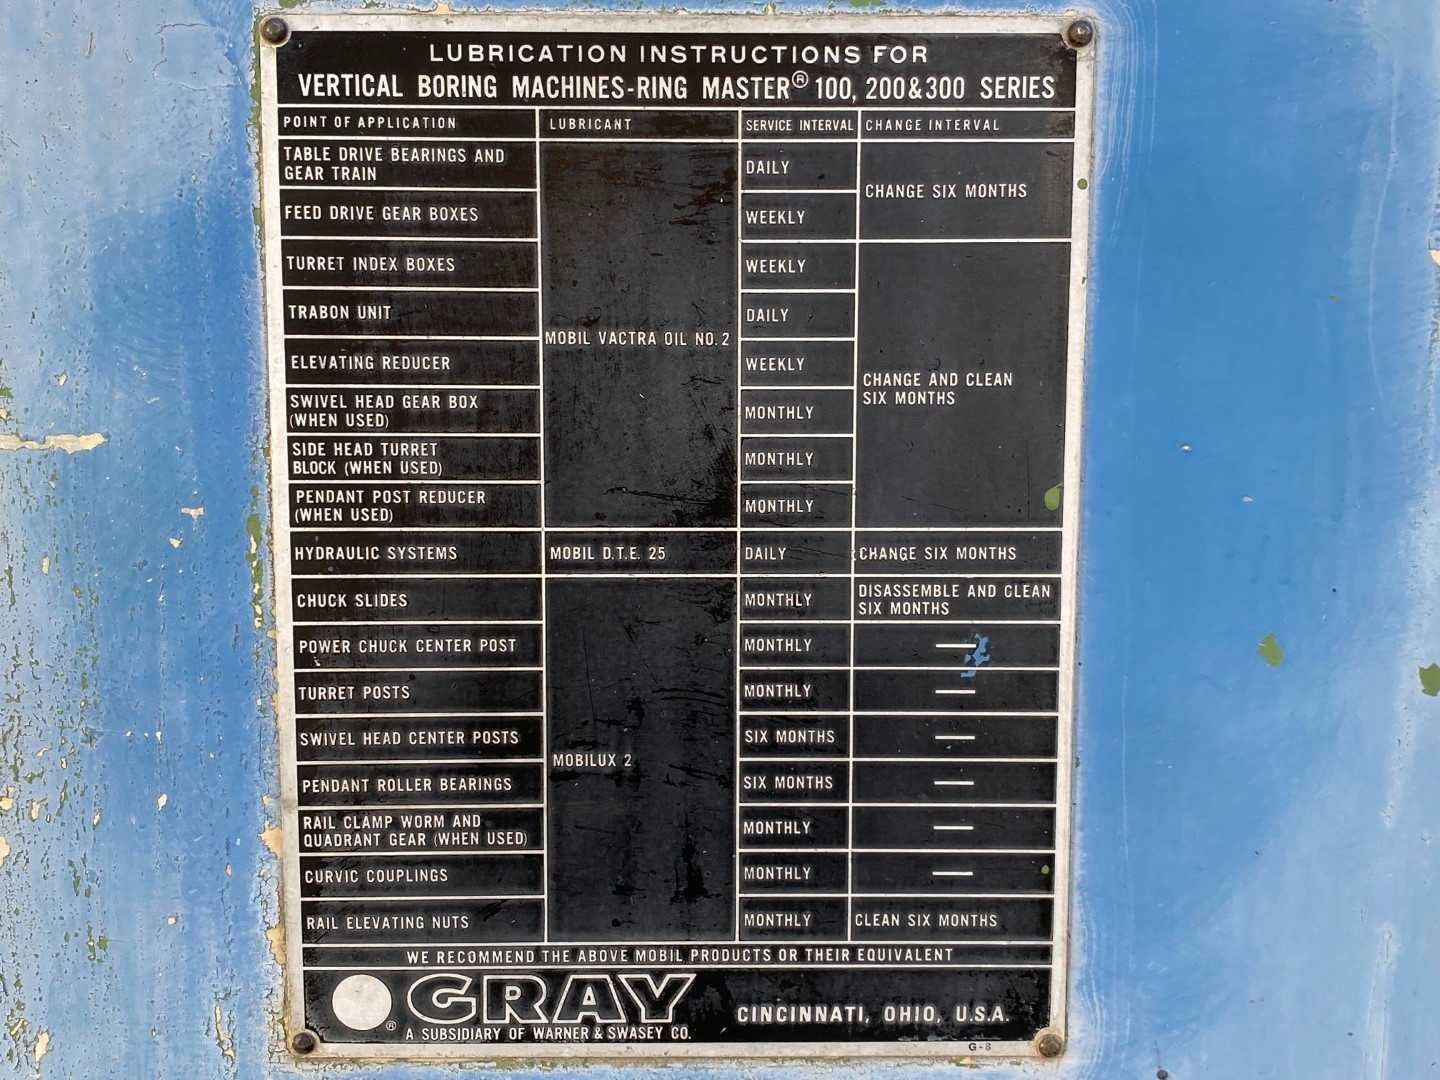 LUBRICATION INSTRUCTIONS FOR
VERTICAL BORING MACHINES-RING MASTER® 100, 200 & 300 SERIES
POINT OF APPLICATION LUBRICANT SERVICE INTERVAL CHANGE INTERVAL
TABLE DRIVE BEARINGS AND
GEAR TRAIN
DAILY
CHANGE SIX MONTHS
FEED DRIVE GEAR BOXES
WEEKLY
TURRET INDEX BOXES
WEEKLY
TRABON UNIT
DAILY
MOBIL VACTRA OIL NO. 2
ELEVATING REDUCER
WEEKLY
CHANGE AND CLEAN
SIX MONTHS
SWIVEL HEAD GEAR BOX
(WHEN USED)
MONTHLY
SIDE HEAD TURRET
BLOCK (WHEN USED)
MONTHLY
PENDANT POST REDUCER
(WHEN USED)
MONTHLY
HYDRAULIC SYSTEMS MOBIL D.T.E. 25 DAILY CHANGE SIX MONTHS
CHUCK SLIDES
MONTHLY
DISASSEMBLE AND CLEAN
SIX MONTHS
POWER CHUCK CENTER POST MONTHLY —
TURRET POSTS MONTHLY —
SWIVEL HEAD CENTER POSTS SIX MONTHS —
MOBILUX 2
PENDANT ROLLER BEARINGS SIX MONTHS —
RAIL CLAMP WORM AND
QUADRANT GEAR (WHEN USED)
MONTHLY —
CURVIC COUPLINGS MONTHLY —
RAIL ELEVATING NUTS MONTHLY CLEAN SIX MONTHS
WE RECOMMEND THE ABOVE MOBIL PRODUCTS OR THEIR EQUIVALENT
® GRAY CINCINNATI, OHIO, U.S.A.
A SUBSIDIARY OF WARNER & SWASEY CO.
G-8